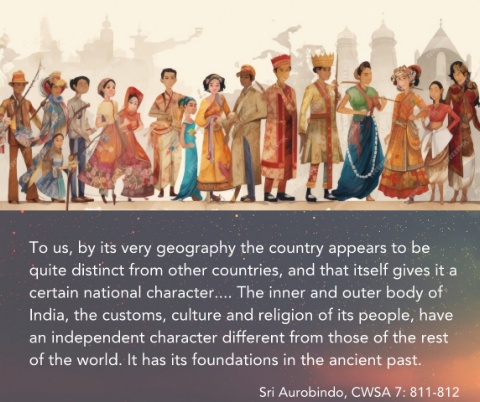 To us, by its very geography the country appears to be
quite distinct from other countries, and that itself gives it a
certain national character.... The inner and outer body of
India, the customs, culture and religion of its people, have
an independent character different from those of the rest
of the world. It has its foundations in the ancient past.
Sri Aurobindo, CWSA 7: 811-812